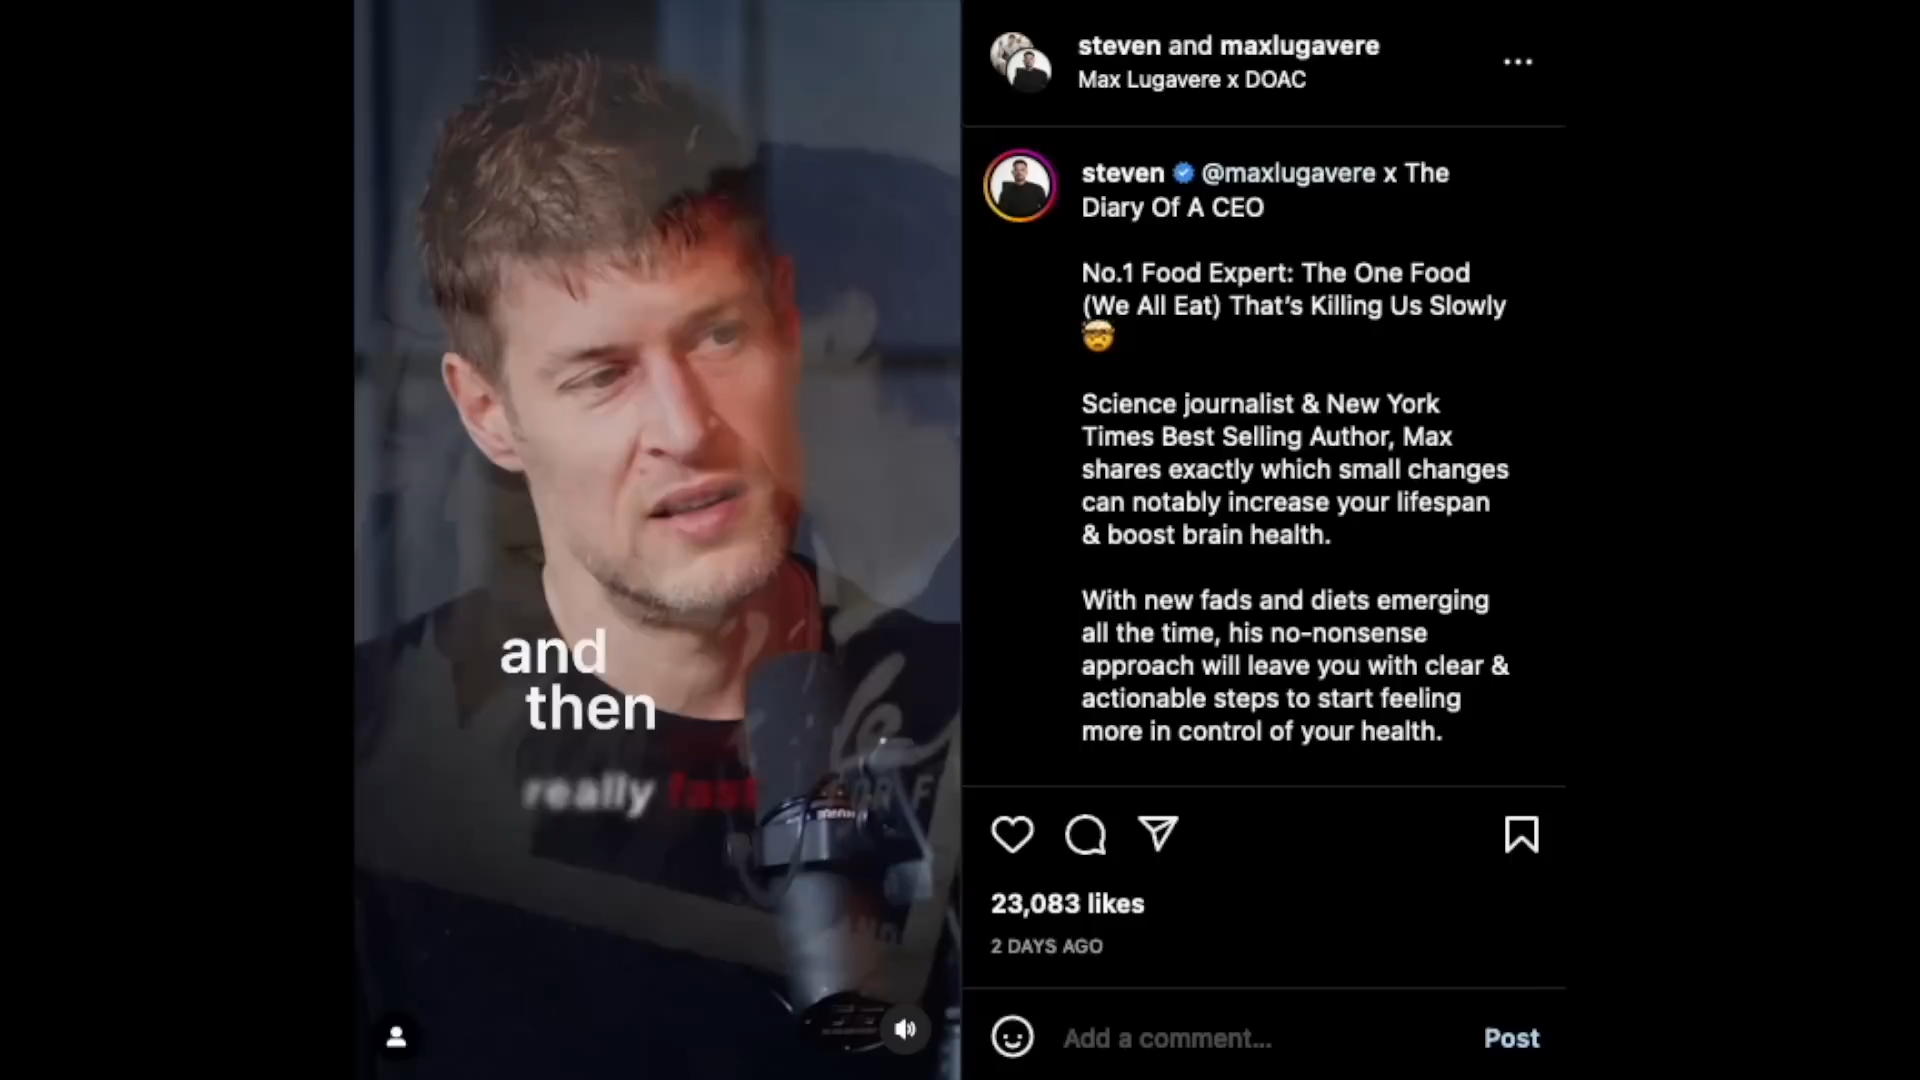 and
then
really fast
steven and maxlugavere
Max Lugavere x DOAC
steven @maxlugavere x The
Diary Of A CEO
No.1 Food Expert: The One Food
(We All Eat) That's Killing Us Slowly
🤯
Science journalist & New York
Times Best Selling Author, Max
shares exactly which small changes
can notably increase your lifespan
& boost brain health.
With new fads and diets emerging
all the time, his no-nonsense
approach will leave you with clear &
actionable steps to start feeling
more in control of your health.
23,083 likes
2 DAYS AGO
Add a comment...
Post